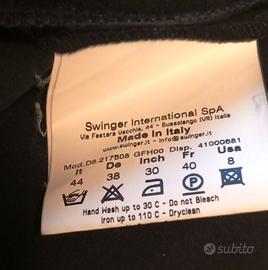 Swinger International SpA
Via Festara Vecchia, 44 - Bussolengo (VR) Italia
Made in Italy
www.swinger.it - info@swinger.it
Mod.D6.217508 GFH00 Disp. 41000681
It De Inch Fr Usa
44 38 30 40 8
Hand Wash up to 30 C - Do not Bleach
Iron up to 110 C - Dryclean
subito